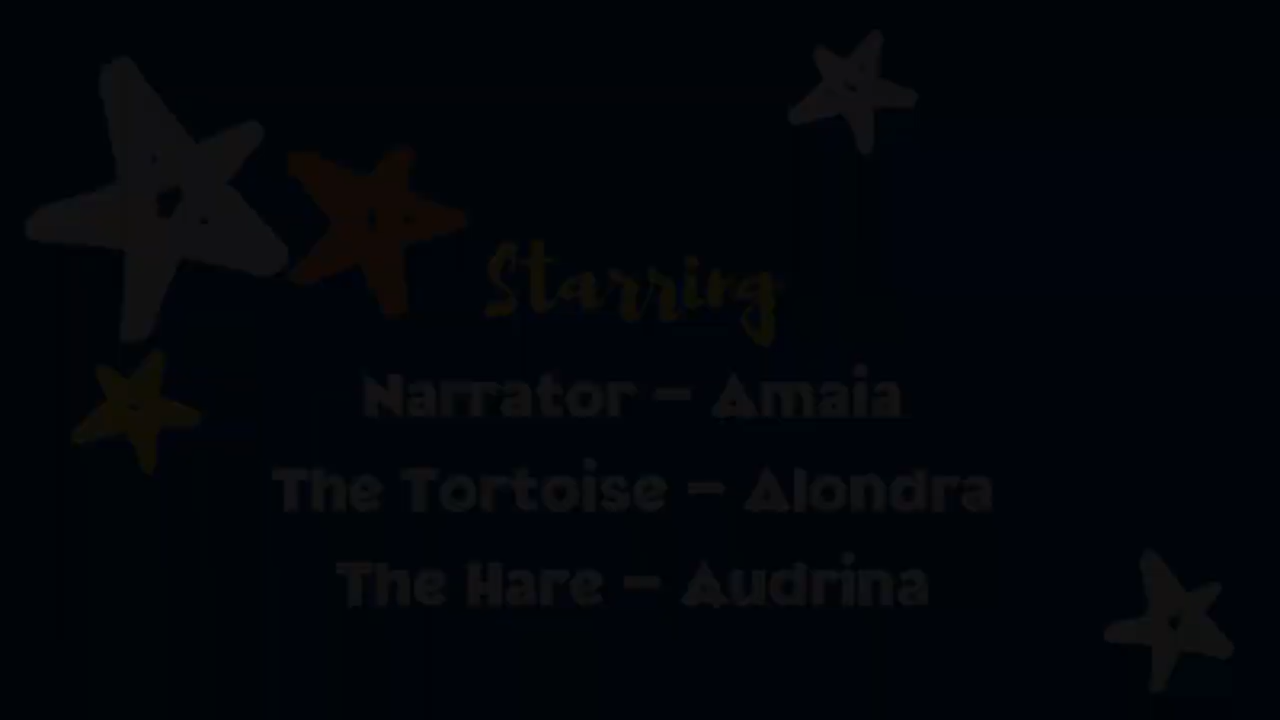 Starring
Narrator - Amaia
The Tortoise - Alondra
The Hare - Audrina